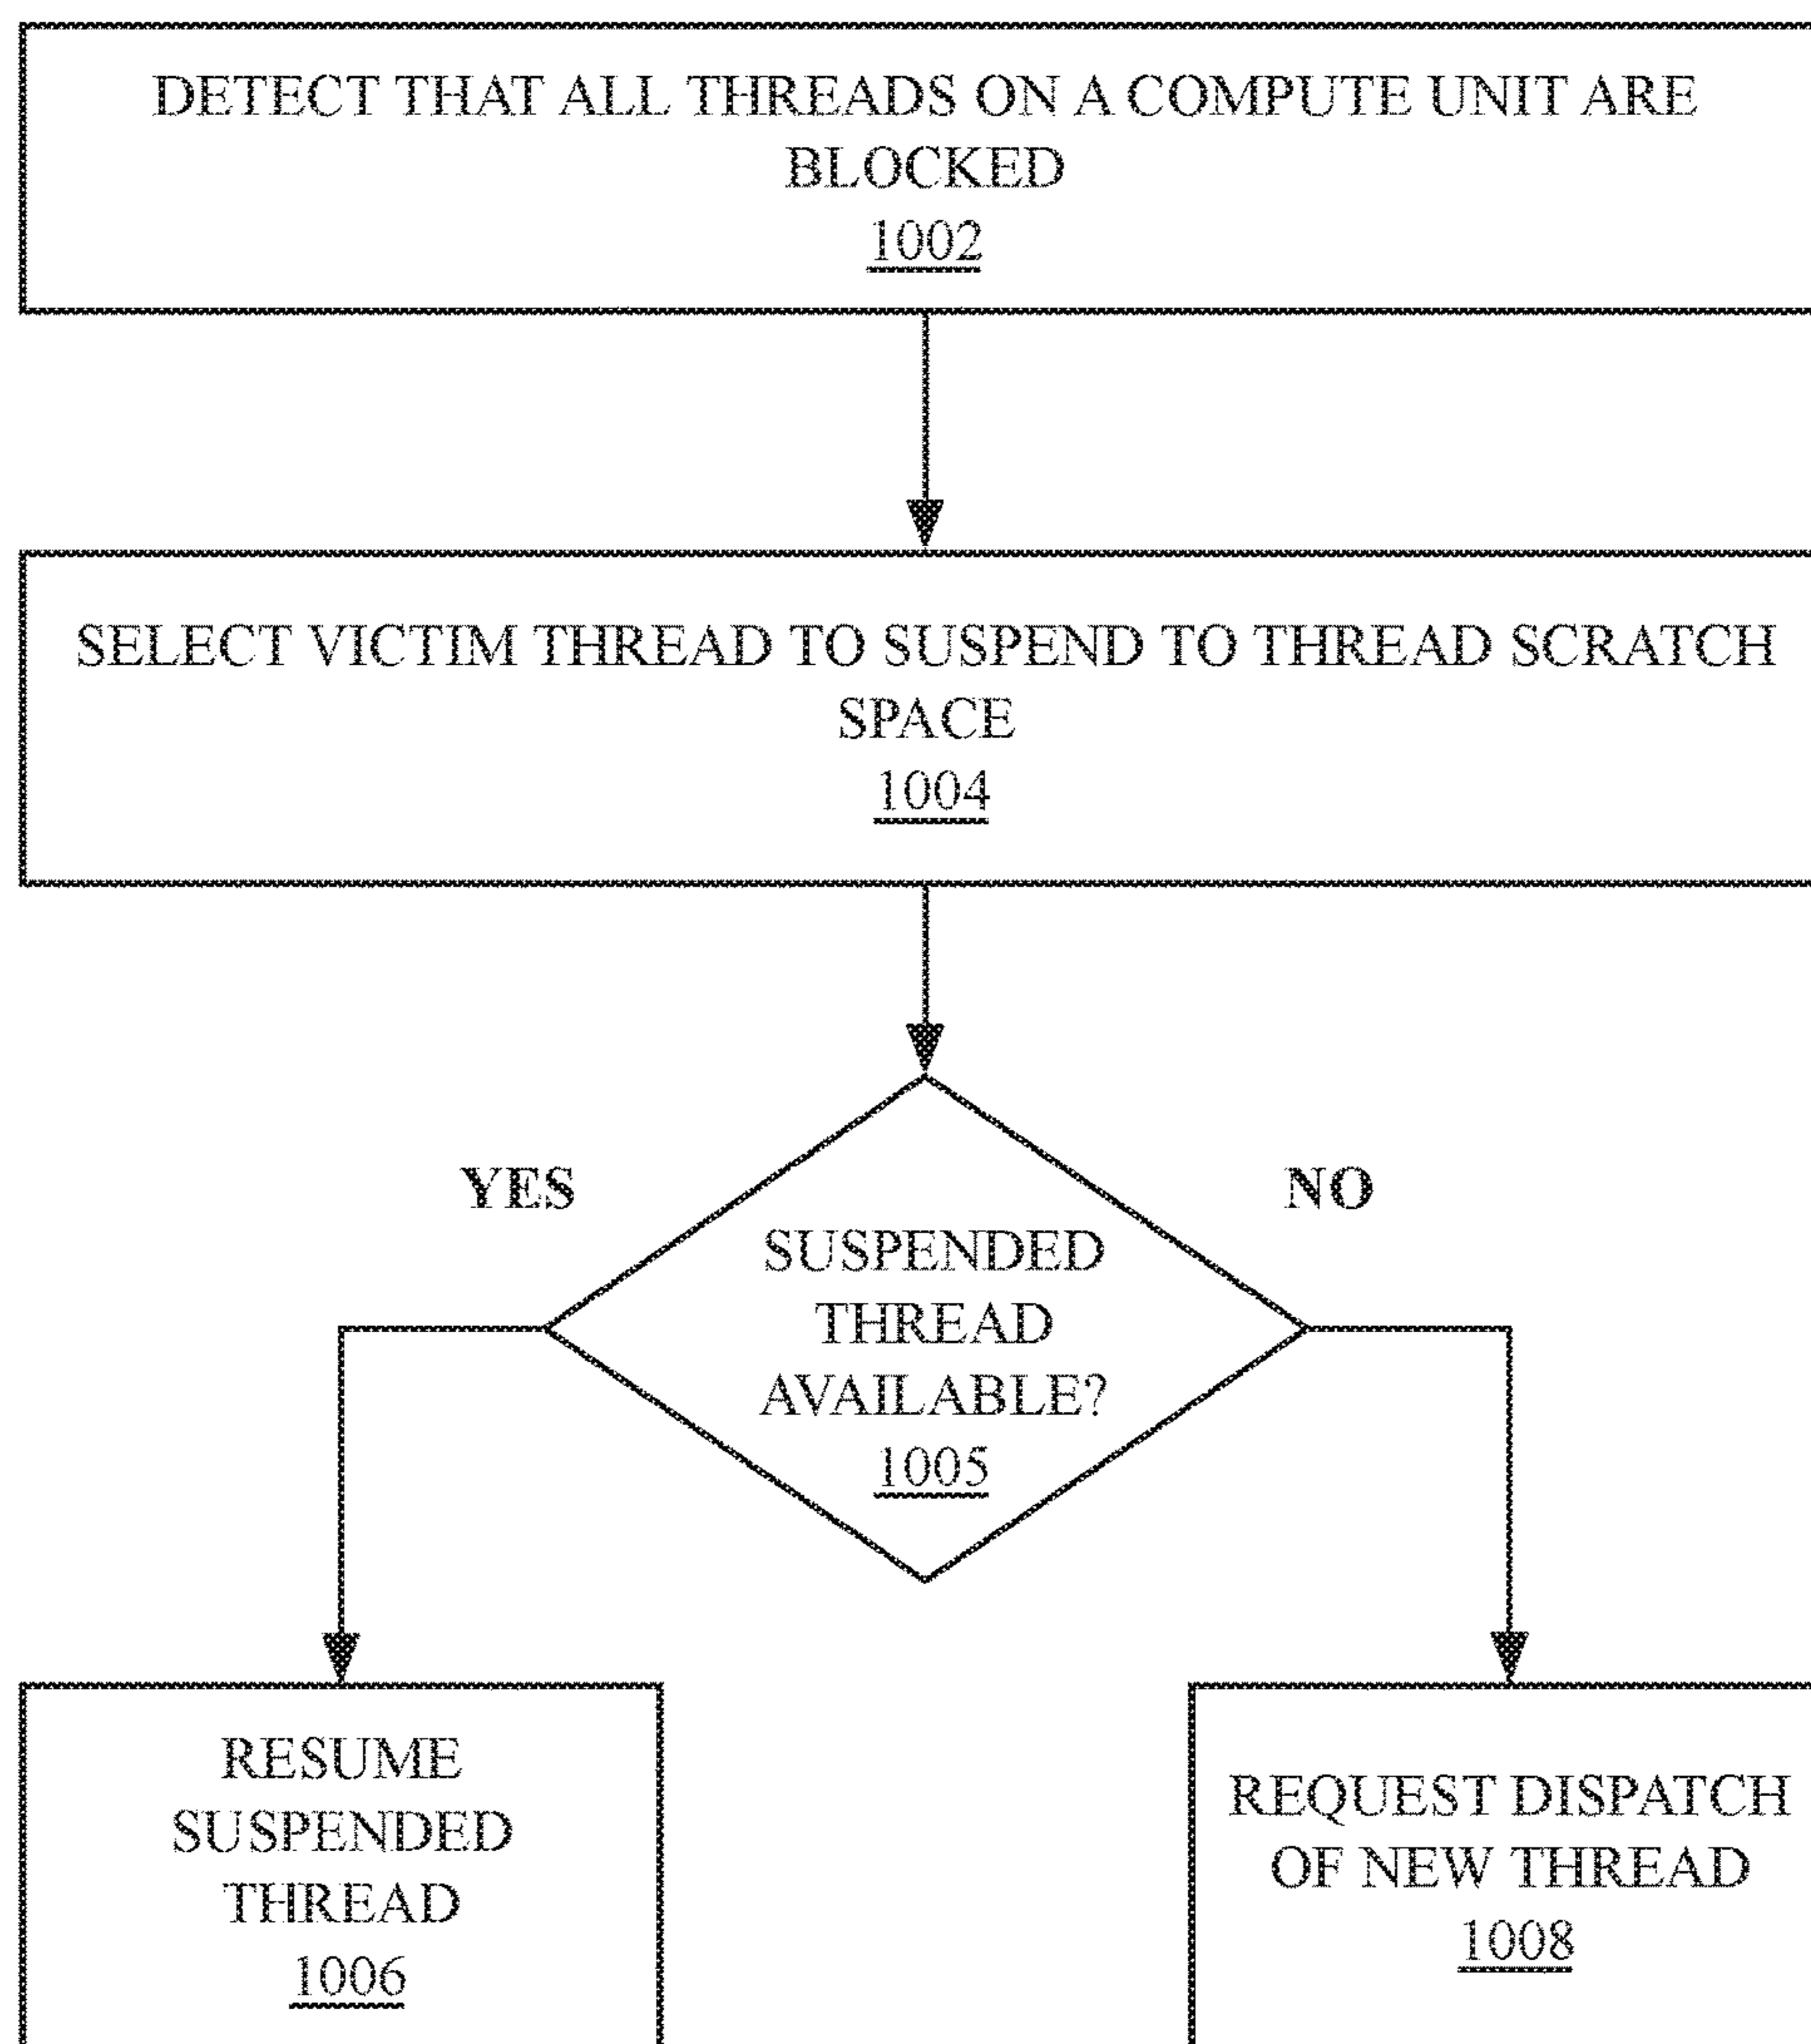 DETECT THAT ALL THREADS ON A COMPUTE UNIT ARE
BLOCKED
1002
SELECT VICTIM THREAD TO SUSPEND TO THREAD SCRATCH
SPACE
1004
YES
NO
SUSPENDED
THREAD
AVAILABLE?
1005
RESUME
SUSPENDED
THREAD
1006
REQUEST DISPATCH
OF NEW THREAD
1008